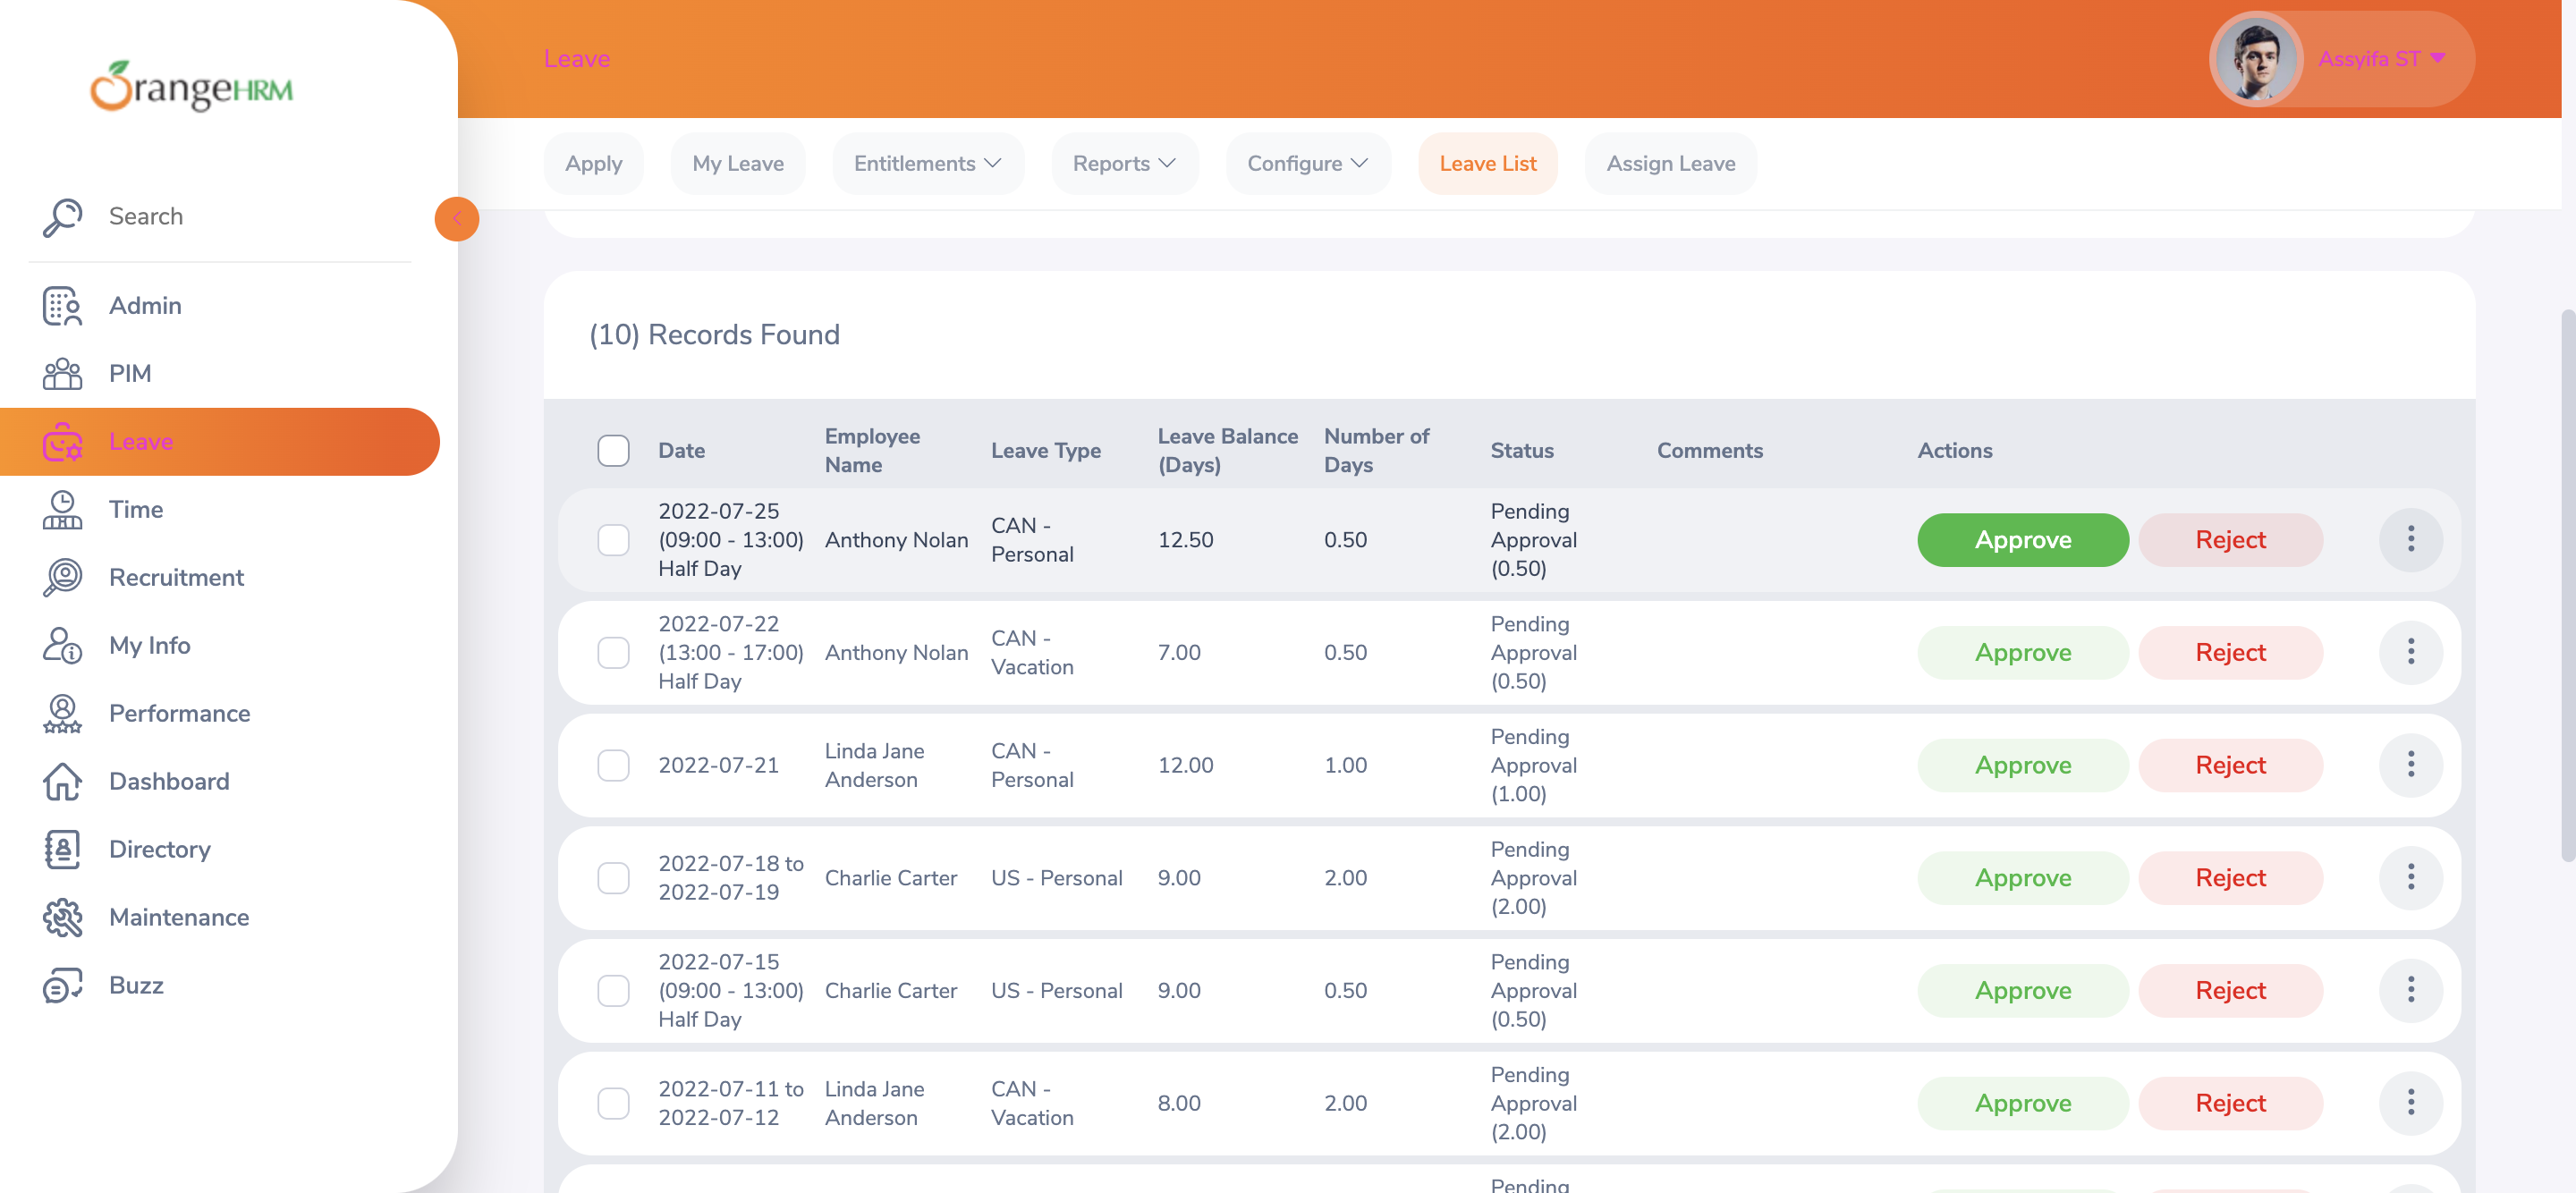 OrangeHRM
Search
Admin
PIM
Leave
Time
Recruitment
My Info
Performance
Dashboard
Directory
Maintenance
Buzz
Leave
Assyifa ST
Apply
My Leave
Entitlements
Reports
Configure
Leave List
Assign Leave
(10) Records Found
Date
Employee
Name
Leave Type
Leave Balance
(Days)
Number of
Days
Status
Comments
Actions
2022-07-25
(09:00 - 13:00)
Half Day
Anthony Nolan
CAN -
Personal
12.50
0.50
Pending
Approval
(0.50)
Approve
Reject
2022-07-22
(13:00 - 17:00)
Half Day
Anthony Nolan
CAN -
Vacation
7.00
0.50
Pending
Approval
(0.50)
Approve
Reject
2022-07-21
Linda Jane
Anderson
CAN -
Personal
12.00
1.00
Pending
Approval
(1.00)
Approve
Reject
2022-07-18 to
2022-07-19
Charlie Carter
US - Personal
9.00
2.00
Pending
Approval
(2.00)
Approve
Reject
2022-07-15
(09:00 - 13:00)
Half Day
Charlie Carter
US - Personal
9.00
0.50
Pending
Approval
(0.50)
Approve
Reject
2022-07-11 to
2022-07-12
Linda Jane
Anderson
CAN -
Vacation
8.00
2.00
Pending
Approval
(2.00)
Approve
Reject
Pending